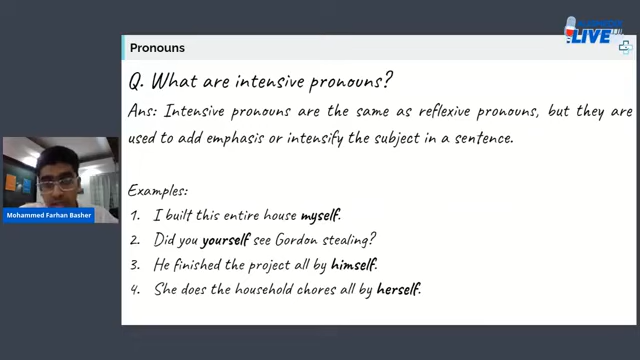 LIVE
Pronouns
Q. What are intensive pronouns?
Ans: Intensive pronouns are the same as reflexive pronouns, but they are
used to add emphasis or intensify the subject in a sentence.
Examples:
1. I built this entire house myself.
2. Did you yourself see Gordon stealing?
3. He finished the project all by himself.
4. She does the household chores all by herself.
Mohammed Farhan Basher